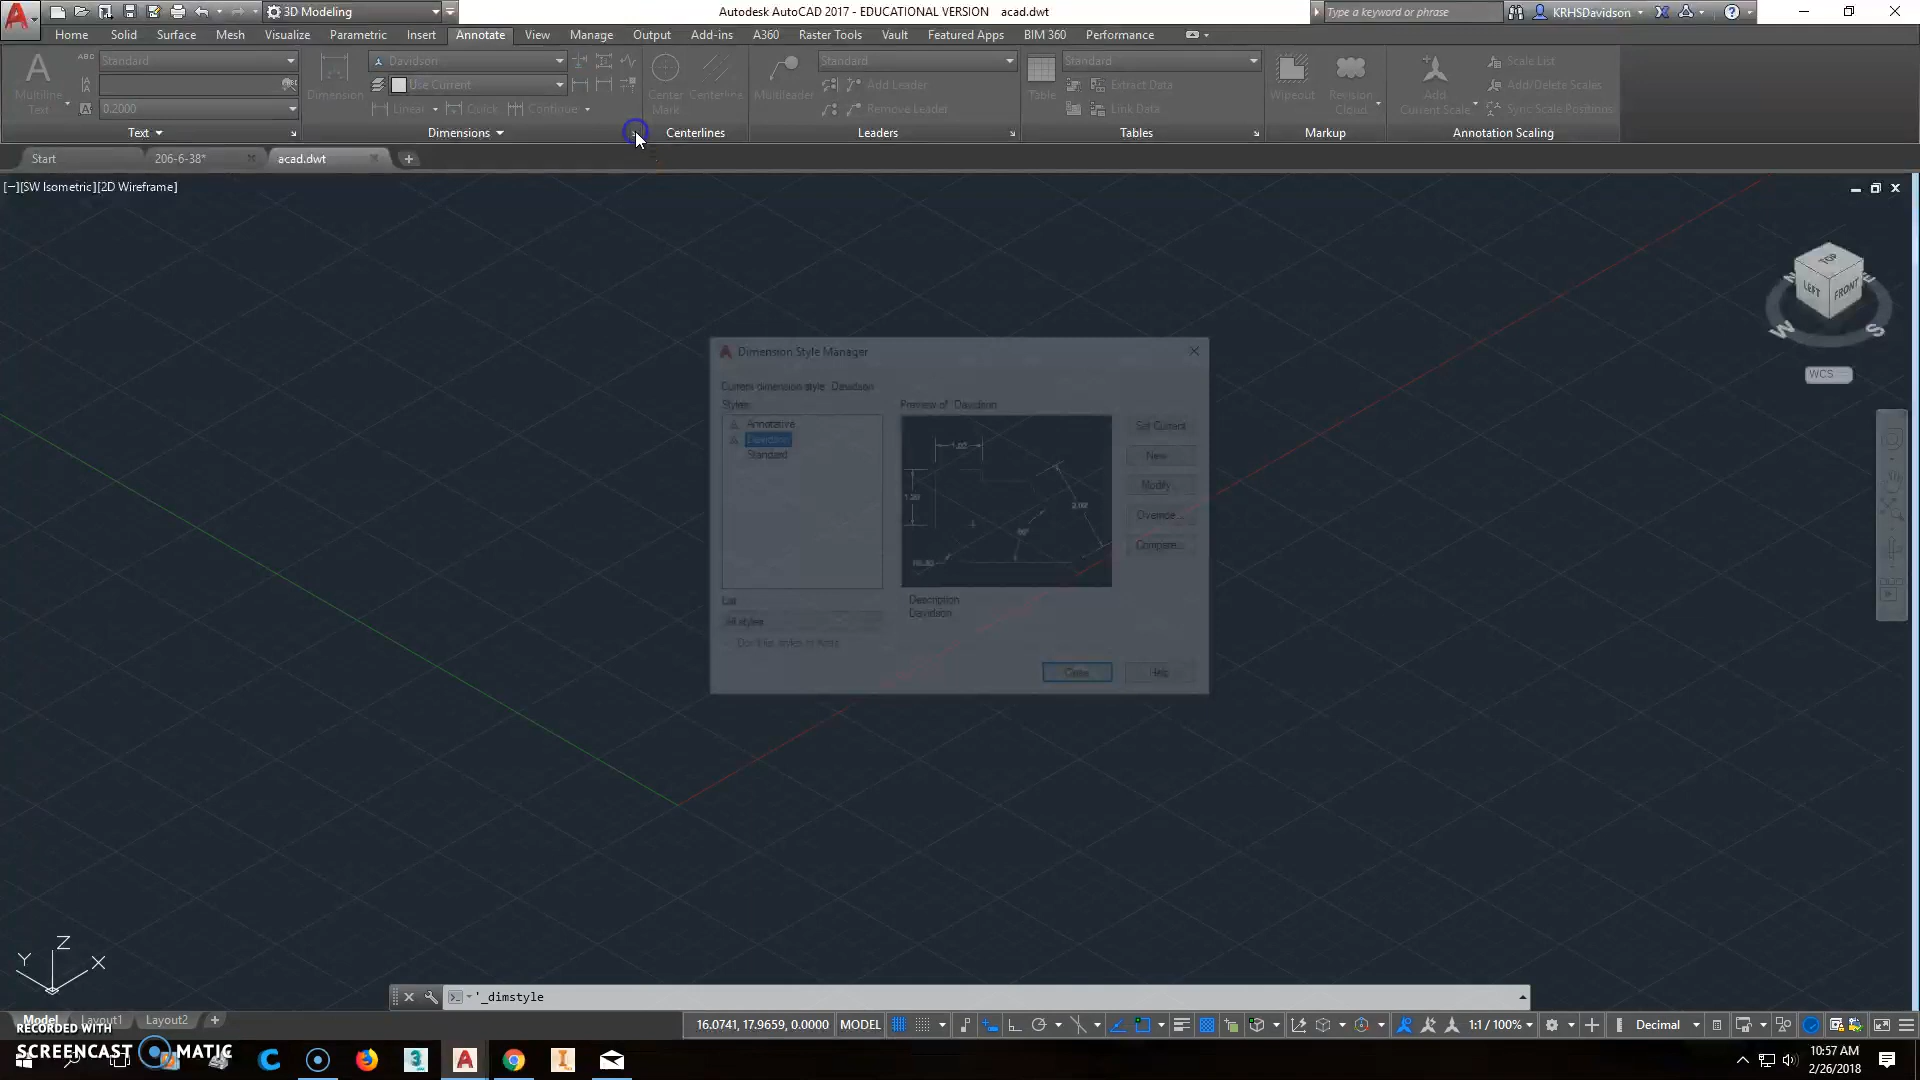 3D Modeling
Autodesk AutoCAD 2017 - EDUCATIONAL VERSION acad.dwt
Type a keyword or phrase
KRHSDavidson
Home Solid Surface Mesh Visualize Parametric Insert Annotate View Manage Output Add-ins A360 Raster Tools Vault Featured Apps BIM 360 Performance
Multiline Text
ABC Standard
0.2000
Text
Dimension
Davidson
Use Current
Linear Quick Continue
Dimensions
Center Mark
Centerline
Centerlines
Multileader
Standard
Add Leader
Remove Leader
Leaders
Table
Standard
Extract Data
Link Data
Tables
Wipeout
Revision Cloud
Markup
Add Current Scale
Scale List
Add/Delete Scales
Sync Scale Positions
Annotation Scaling
Start 206-6-38* acad.dwt
[−][SW Isometric][2D Wireframe]
TOP
LEFT FRONT
N E
W S
WCS
Dimension Style Manager
Current dimension style: Davidson
Styles:
Annotative
Davidson
Standard
Preview of: Davidson
Set Current
New...
Modify...
Override...
Compare...
List:
All styles
Description
Davidson
Close Help
Z
Y X
'_dimstyle
Model Layout1 Layout2
16.0741, 17.9659, 0.0000 MODEL
1:1 / 100%
Decimal
RECORDED WITH
SCREENCAST MATIC
10:57 AM
2/26/2018